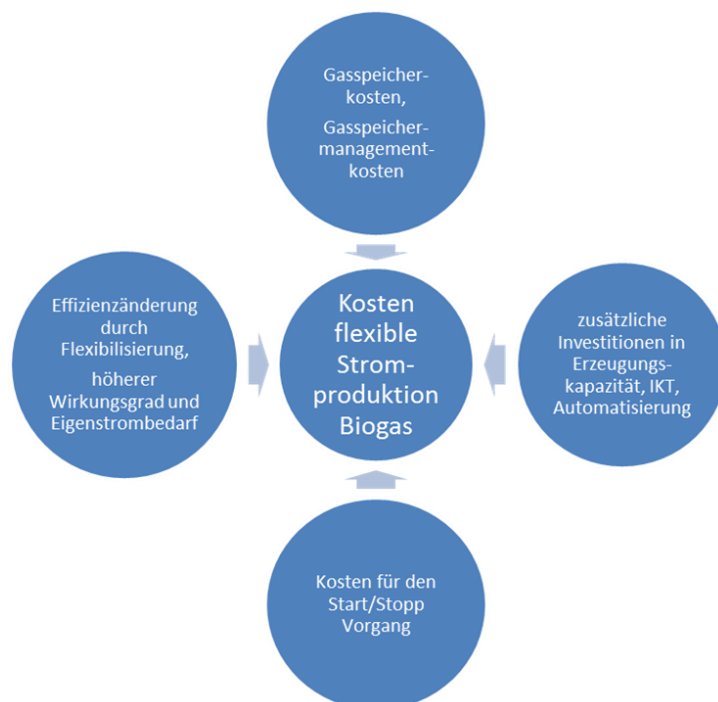 Gasspeicher-
kosten,
Gasspeicher-
management-
kosten
Effizienzänderung
durch
Flexibilisierung,
höherer
Wirkungsgrad und
Eigenstrombedarf
Kosten
flexible
Strom-
produktion
Biogas
zusätzliche
Investitionen in
Erzeugungs-
kapazität, IKT,
Automatisierung
Kosten für den
Start/Stopp
Vorgang